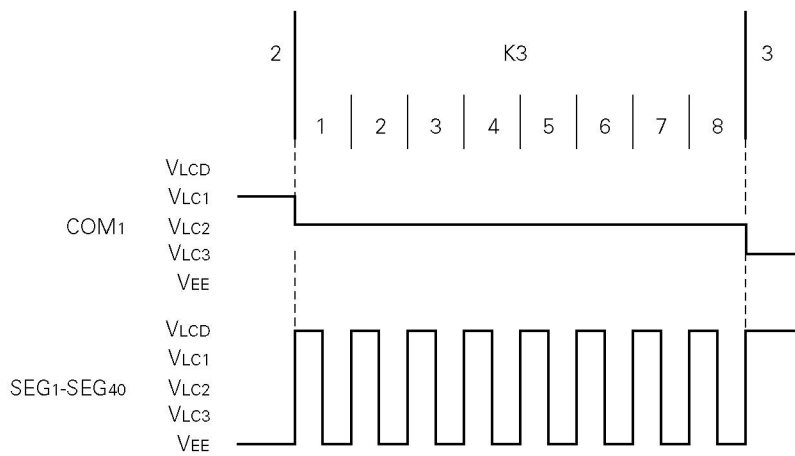 2 K3 3
1 2 3 4 5 6 7 8
VLCD
VLC1
COM1 VLC2
VLC3
VEE
VLCD
VLC1
SEG1-SEG40 VLC2
VLC3
VEE